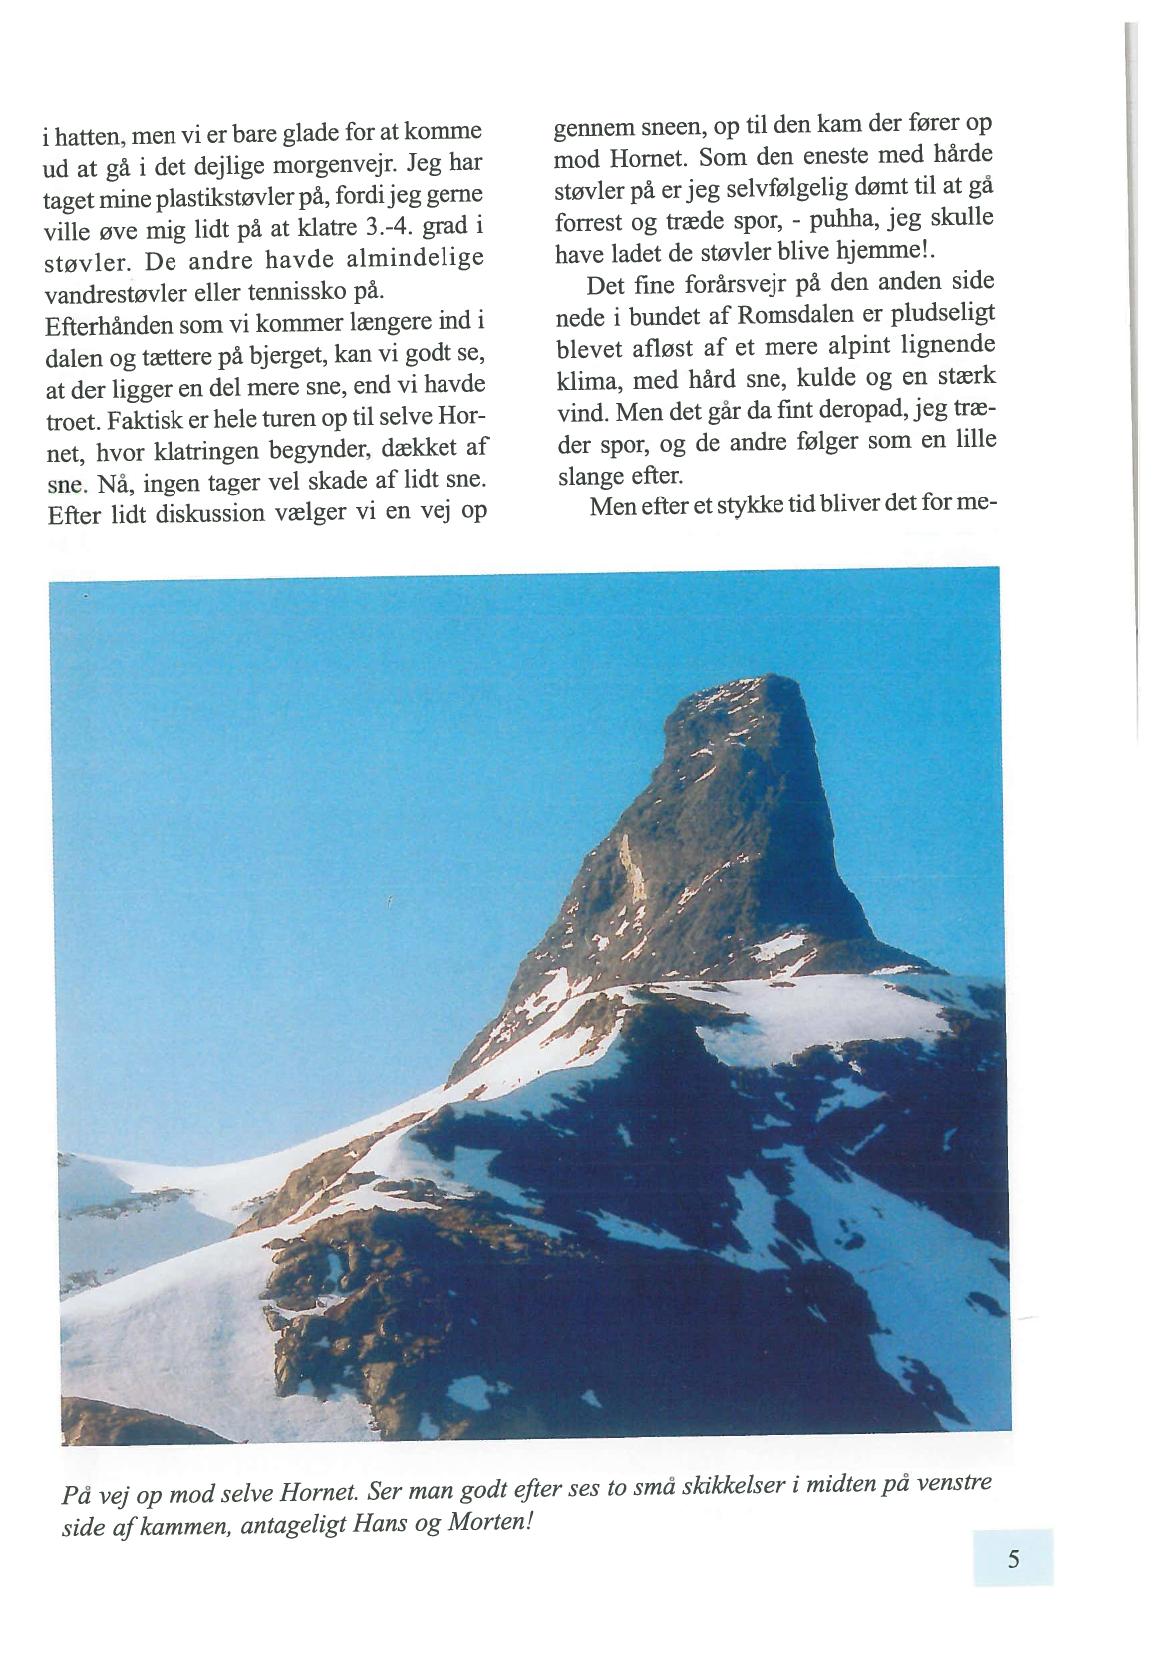 i hatten, men vi er bare glade for at komme
ud at gå i det dejlige morgenvejr. Jeg har
taget mine plastikstøvler på, fordi jeg gerne
ville øve mig lidt på at klatre 3.-4. grad i
støvler. De andre havde almindelige
vandrestøvler eller tennissko på.
Efterhånden som vi kommer længere ind i
dalen og tættere på bjerget, kan vi godt se,
at der ligger en del mere sne, end vi havde
troet. Faktisk er hele turen op til selve Hor-
net, hvor klatringen begynder, dækket af
sne. Nå, ingen tager vel skade af lidt sne.
Efter lidt diskussion vælger vi en vej op
gennem sneen, op til den kam der fører op
mod Hornet. Som den eneste med hårde
støvler på er jeg selvfølgelig dømt til at gå
forrest og træde spor, - puhha, jeg skulle
have ladet de støvler blive hjemme!.
Det fine forårsvejr på den anden side
nede i bundet af Romsdalen er pludseligt
blevet afløst af et mere alpint lignende
klima, med hård sne, kulde og en stærk
vind. Men det går da fint deropad, jeg træ-
der spor, og de andre følger som en lille
slange efter.
Men efter et stykke tid bliver det for me-
På vej op mod selve Hornet. Ser man godt efter ses to små skikkelser i midten på venstre
side af kammen, antageligt Hans og Morten!
5